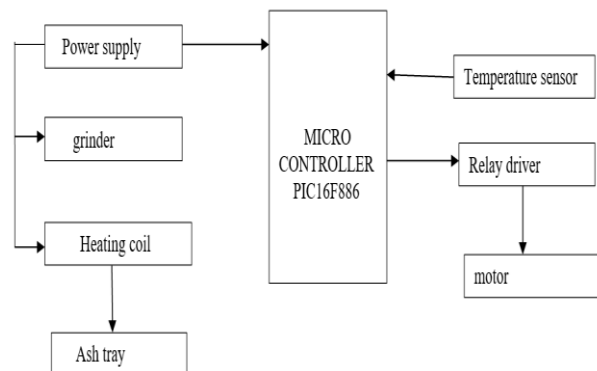 Power supply
Temperature sensor
grinder
MICRO
CONTROLLER
PIC16F886
Relay driver
Heating coil
motor
Ash tray